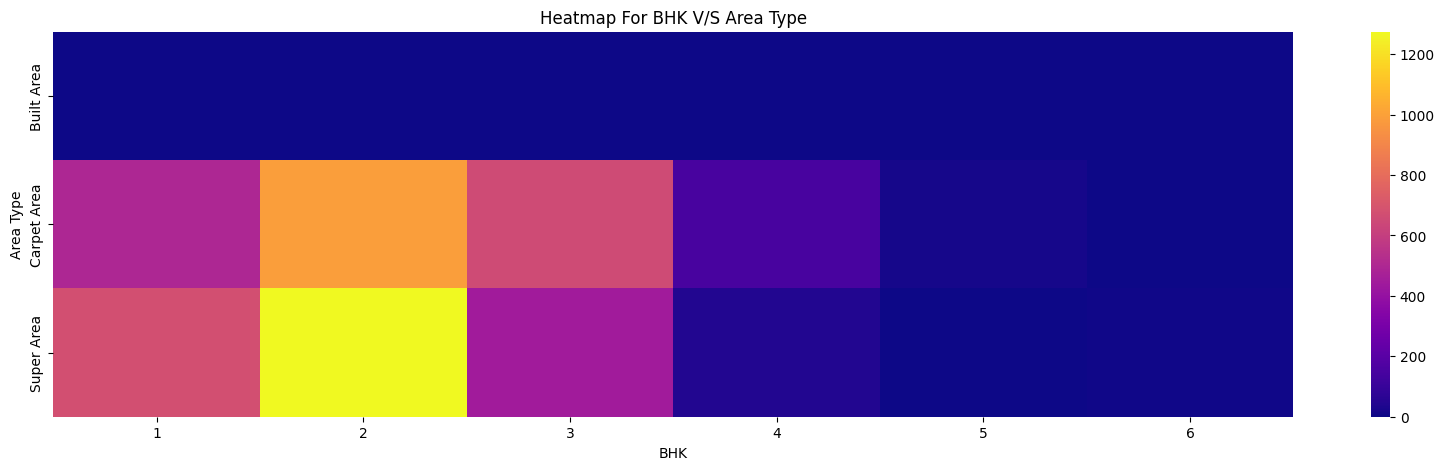 Heatmap For BHK V/S Area Type
Area Type
Built Area
Carpet Area
Super Area
1 2 3 4 5 6
BHK
1200
1000
800
600
400
200
0